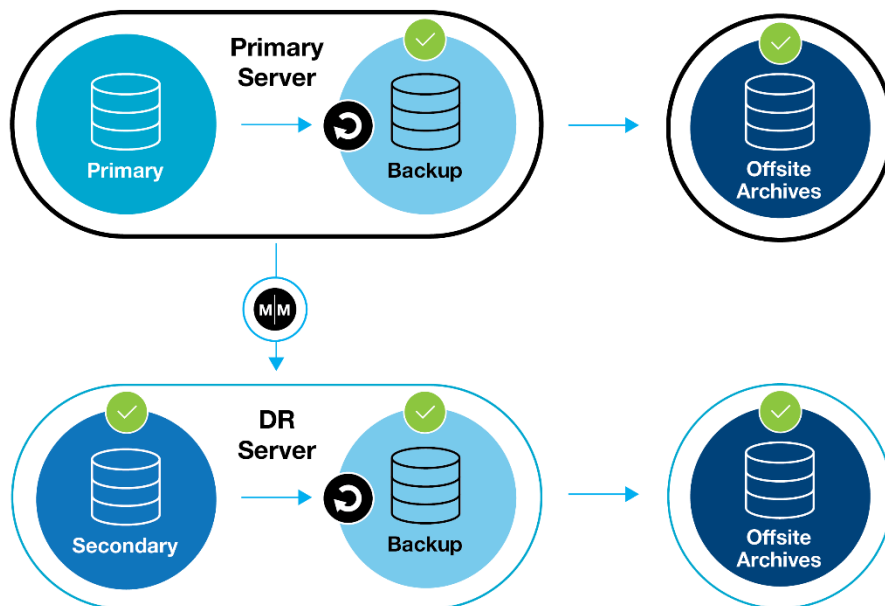 Primary
Server
Primary
Backup
Offsite
Archives
M|M
DR
Server
Secondary
Backup
Offsite
Archives